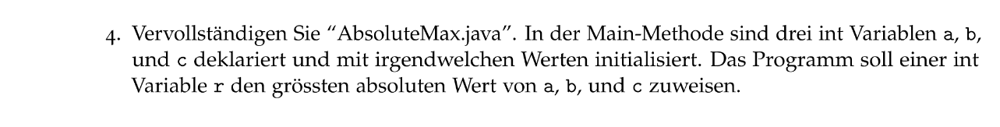 4. Vervollständigen Sie “AbsoluteMax.java”. In der Main-Methode sind drei int Variablen a, b,
und c deklariert und mit irgendwelchen Werten initialisiert. Das Programm soll einer int
Variable r den grössten absoluten Wert von a, b, und c zuweisen.